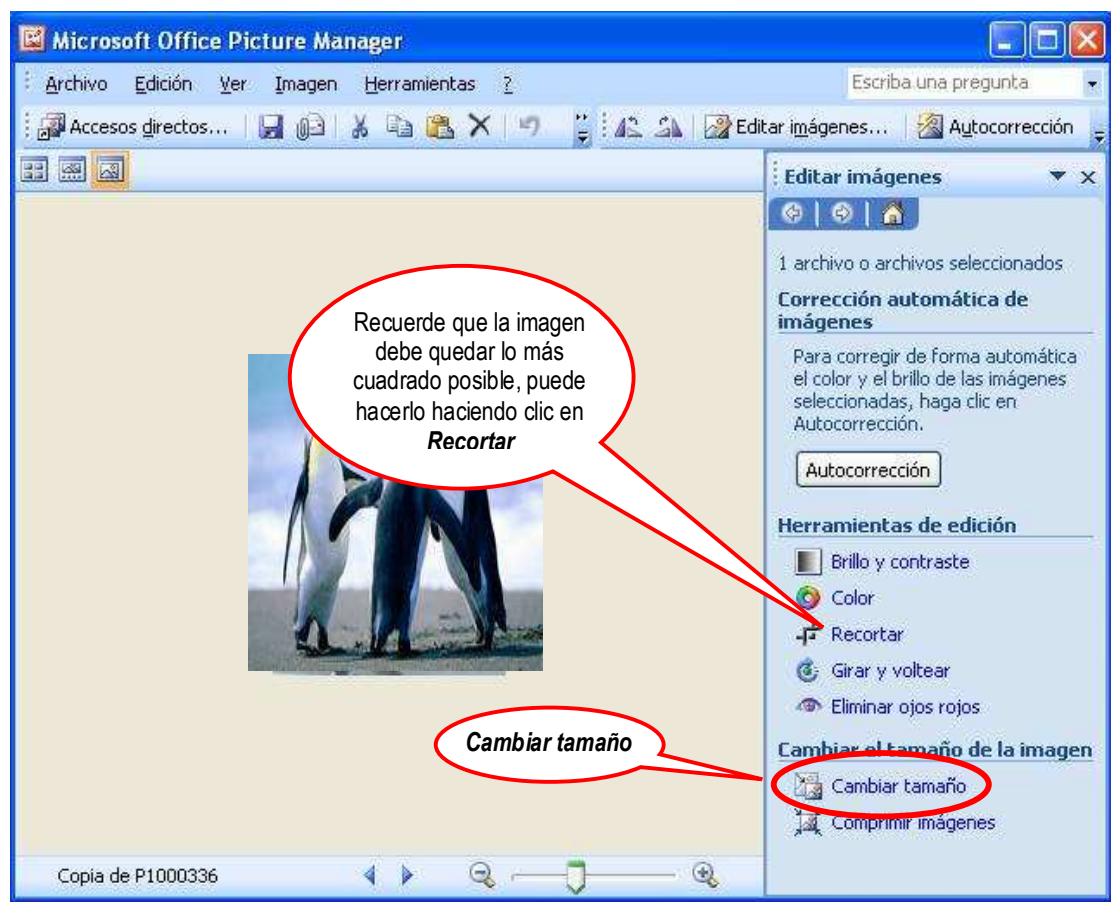 Microsoft Office Picture Manager
Archivo Edición Ver Imagen Herramientas ?
Escriba una pregunta
Accesos directos...
Editar imágenes...
Autocorrección
Editar imágenes
1 archivo o archivos seleccionados
Corrección automática de
imágenes
Para corregir de forma automática
el color y el brillo de las imágenes
seleccionadas, haga clic en
Autocorrección.
Autocorrección
Herramientas de edición
Brillo y contraste
Color
Recortar
Girar y voltear
Eliminar ojos rojos
Cambiar el tamaño de la imagen
Cambiar tamaño
Comprimir imágenes
Recuerde que la imagen
debe quedar lo más
cuadrado posible, puede
hacerlo haciendo clic en
Recortar
Cambiar tamaño
Copia de P1000336